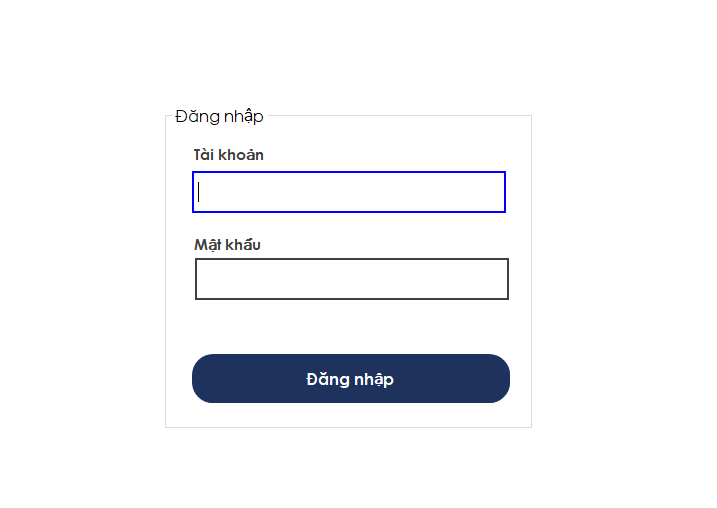 Đăng nhập
Tài khoản
Mật khẩu
Đăng nhập